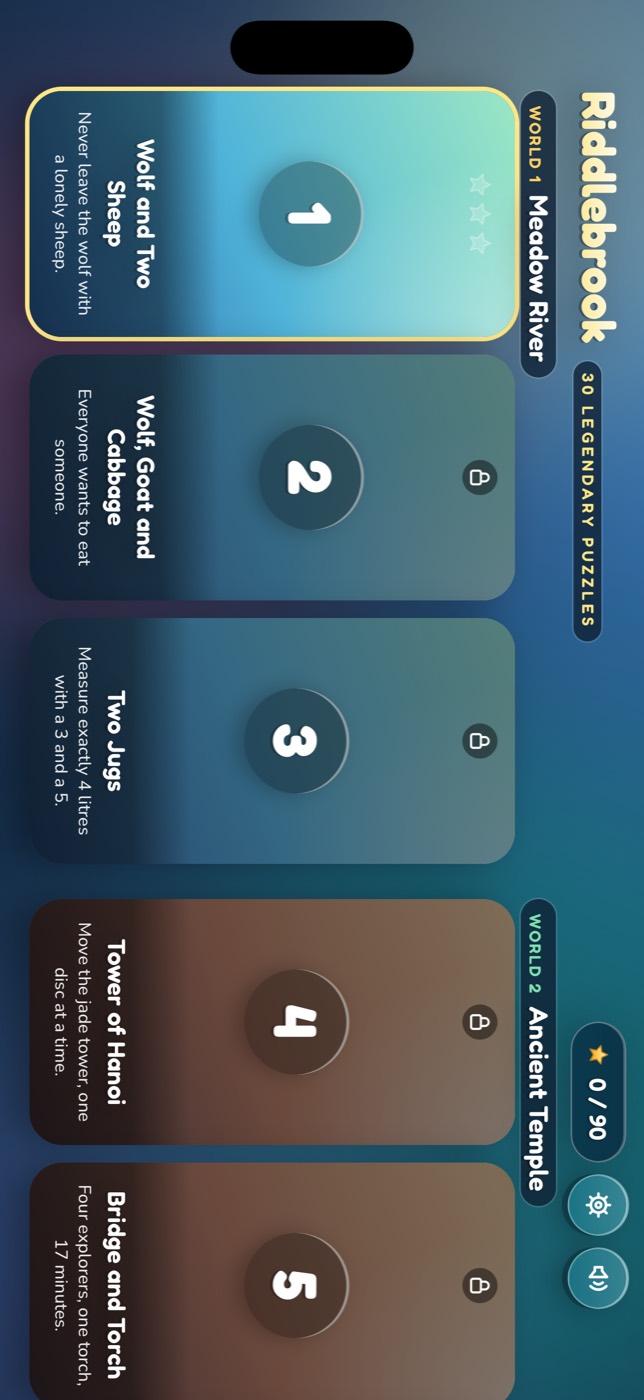 Riddlebrook
30 LEGENDARY PUZZLES
0 / 90
WORLD 1 Meadow River
WORLD 2 Ancient Temple
1
Wolf and Two
Sheep
Never leave the wolf with
a lonely sheep.
2
Wolf, Goat and
Cabbage
Everyone wants to eat
someone.
3
Two Jugs
Measure exactly 4 litres
with a 3 and a 5.
4
Tower of Hanoi
Move the jade tower, one
disc at a time.
5
Bridge and Torch
Four explorers, one torch,
17 minutes.